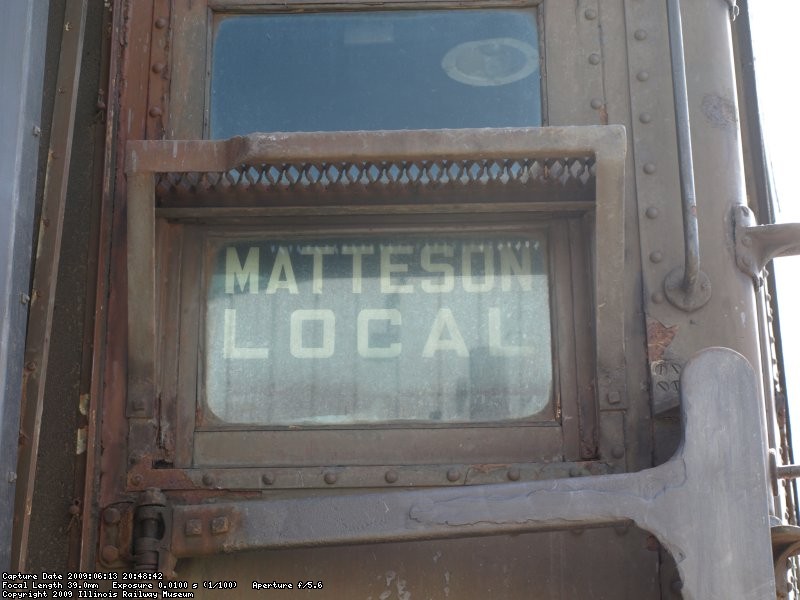 MATTESON
LOCAL
Capture Date 2009:06:13 20:48:42
Focal Length 39.0mm Exposure 0.0100 s (1/100) Aperture f/5.6
Copyright 2009 Illinois Railway Museum